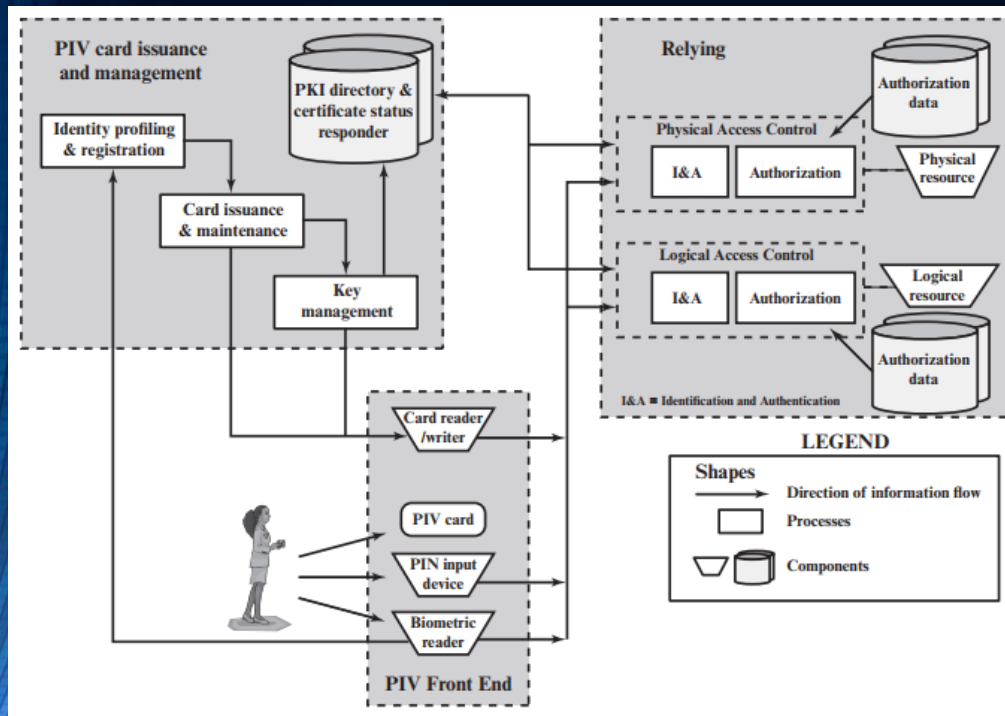 PIV card issuance
and management
PKI directory &
certificate status
responder
Identity profiling
& registration
Card issuance
& maintenance
Key
management
Relying
Authorization
data
Physical Access Control
I&A
Authorization
Physical
resource
Logical Access Control
I&A
Authorization
Logical
resource
Authorization
data
I&A = Identification and Authentication
Card reader
/writer
PIV card
PIN input
device
Biometric
reader
PIV Front End
LEGEND
Shapes
Direction of information flow
Processes
Components